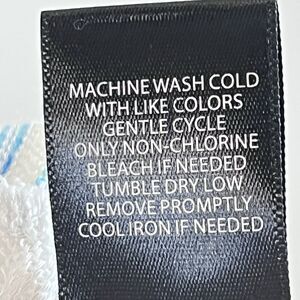 MACHINE WASH COLD
WITH LIKE COLORS
GENTLE CYCLE
ONLY NON-CHLORINE
BLEACH IF NEEDED
TUMBLE DRY LOW
REMOVE PROMPTLY
COOL IRON IF NEEDED